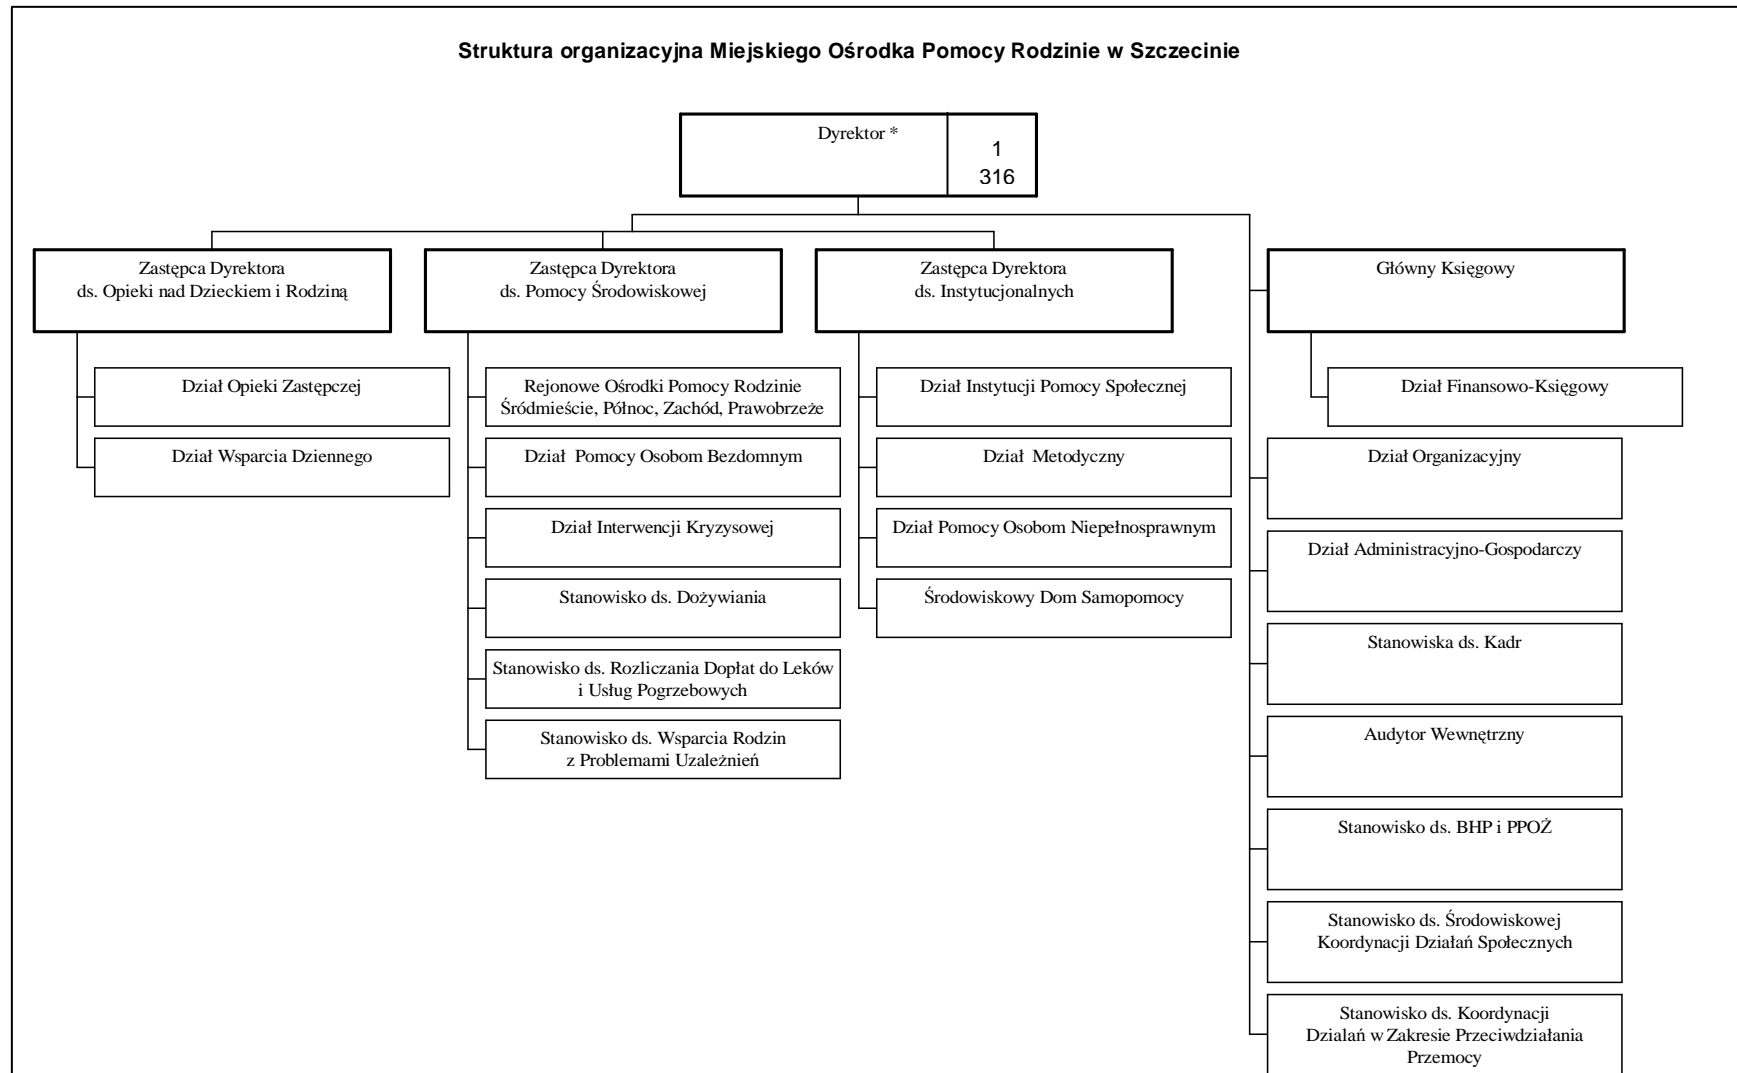 Struktura organizacyjna Miejskiego Ośrodka Pomocy Rodzinie w Szczecinie
Dyrektor *
1
316
Zastępca Dyrektora
ds. Opieki nad Dzieckiem i Rodziną
Zastępca Dyrektora
ds. Pomocy Środowiskowej
Zastępca Dyrektora
ds. Instytucjonalnych
Główny Księgowy
Dział Opieki Zastępczej
Dział Wsparcia Dziennego
Rejonowe Ośrodki Pomocy Rodzinie
Śródmieście, Północ, Zachód, Prawobrzeże
Dział Pomocy Osobom Bezdomnym
Dział Interwencji Kryzysowej
Stanowisko ds. Dożywiania
Stanowisko ds. Rozliczania Dopłat do Leków
i Usług Pogrzebowych
Stanowisko ds. Wsparcia Rodzin
z Problemami Uzależnień
Dział Instytucji Pomocy Społecznej
Dział Metodyczny
Dział Pomocy Osobom Niepełnosprawnym
Środowiskowy Dom Samopomocy
Dział Finansowo-Księgowy
Dział Organizacyjny
Dział Administracyjno-Gospodarczy
Stanowiska ds. Kadr
Audytor Wewnętrzny
Stanowisko ds. BHP i PPOŻ
Stanowisko ds. Środowiskowej
Koordynacji Działań Społecznych
Stanowisko ds. Koordynacji
Dzialań w Zakresie Przeciwdziałania
Przemocy